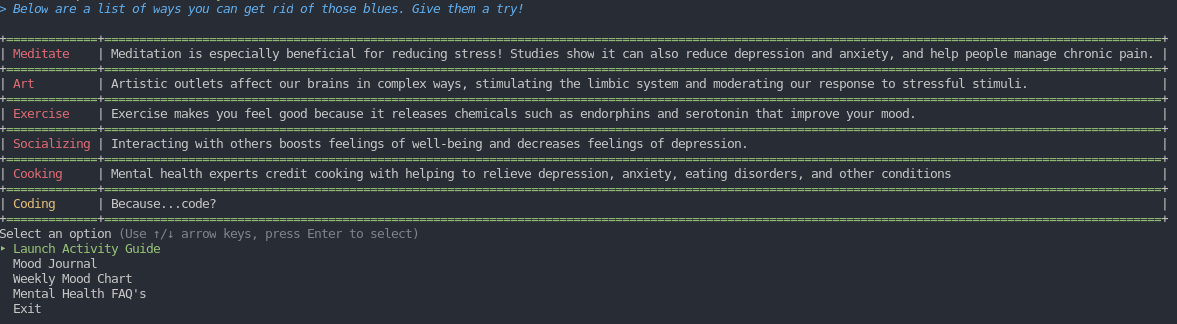 > Below are a list of ways you can get rid of those blues. Give them a try!
| Meditate | Meditation is especially beneficial for reducing stress! Studies show it can also reduce depression and anxiety, and help people manage chronic pain. |
| Art | Artistic outlets affect our brains in complex ways, stimulating the limbic system and moderating our response to stressful stimuli. |
| Exercise | Exercise makes you feel good because it releases chemicals such as endorphins and serotonin that improve your mood. |
| Socializing | Interacting with others boosts feelings of well-being and decreases feelings of depression. |
| Cooking | Mental health experts credit cooking with helping to relieve depression, anxiety, eating disorders, and other conditions |
| Coding | Because...code? |
Select an option (Use ↑/↓ arrow keys, press Enter to select)
‣ Launch Activity Guide
Mood Journal
Weekly Mood Chart
Mental Health FAQ's
Exit